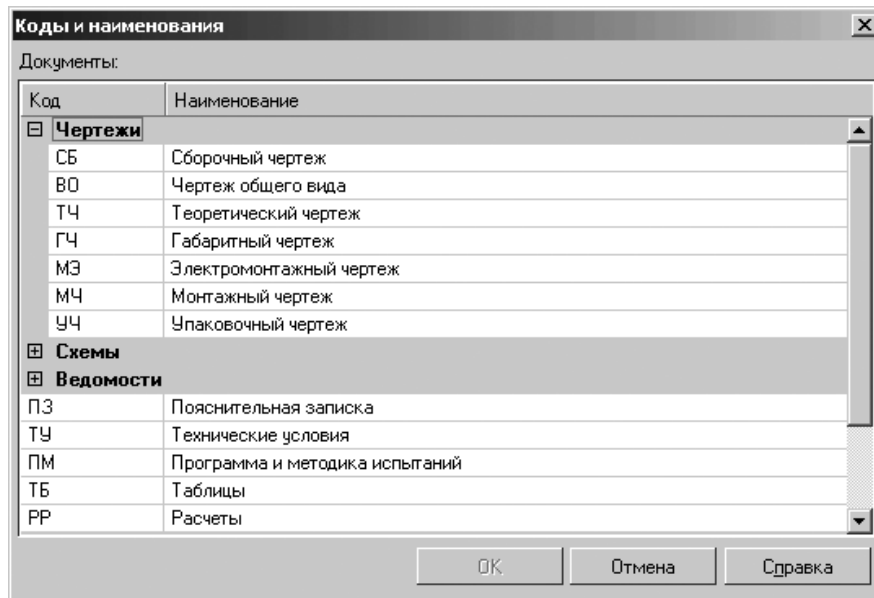 Коды и наименования
Документы:
Код Наименование
Чертежи
СБ Сборочный чертеж
ВО Чертеж общего вида
ТЧ Теоретический чертеж
ГЧ Габаритный чертеж
МЭ Электромонтажный чертеж
МЧ Монтажный чертеж
УЧ Упаковочный чертеж
Схемы
Ведомости
ПЗ Пояснительная записка
ТУ Технические условия
ПМ Программа и методика испытаний
ТБ Таблицы
РР Расчеты
OK Отмена Справка